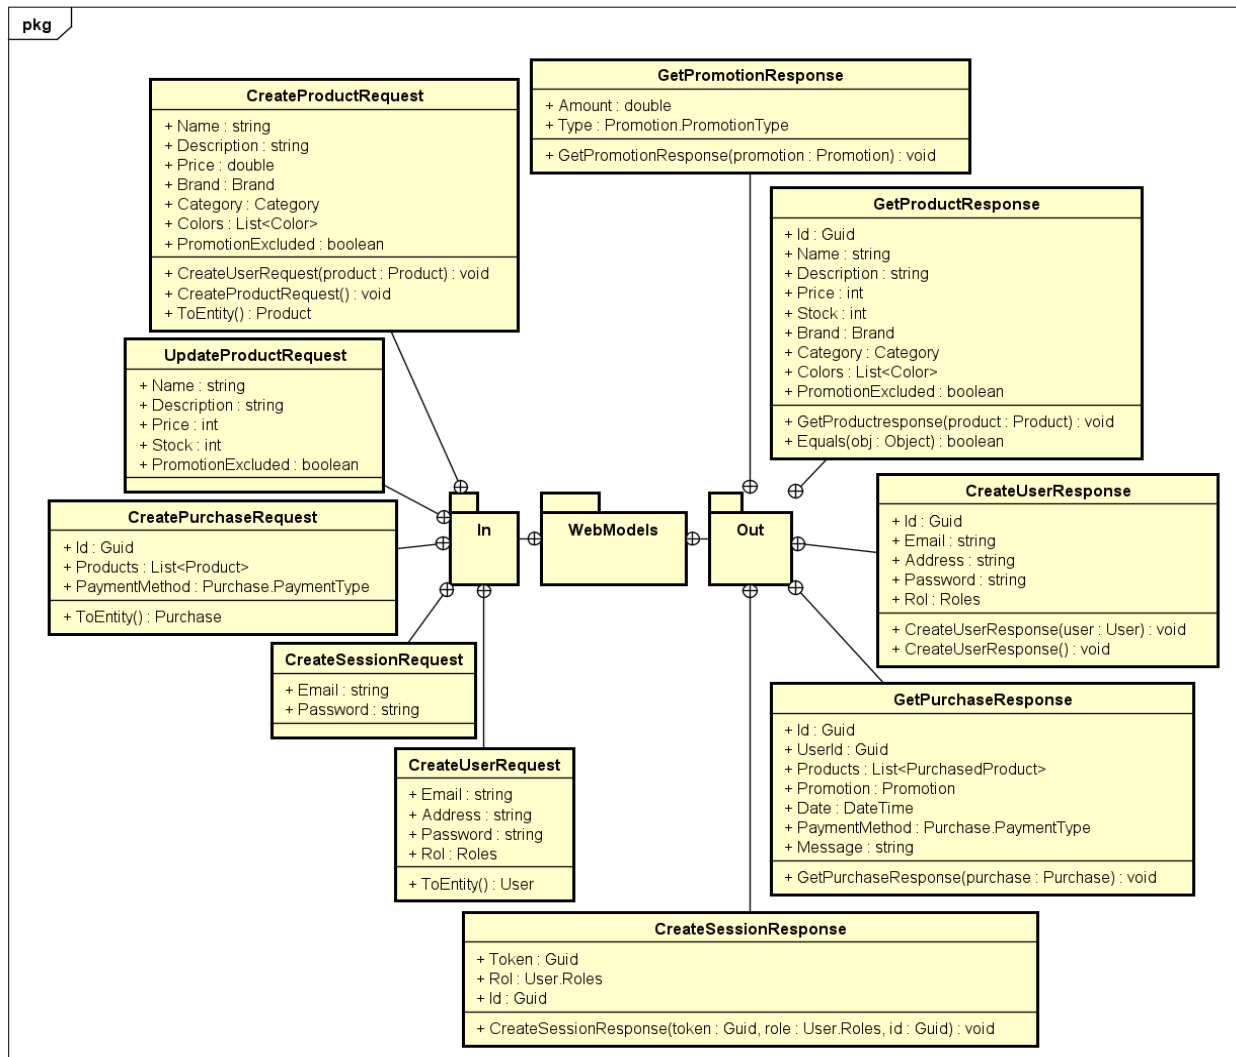 pkg
CreateProductRequest
+ Name : string
+ Description : string
+ Price : double
+ Brand : Brand
+ Category : Category
+ Colors : List<Color>
+ PromotionExcluded : boolean
+ CreateUserRequest(product : Product) : void
+ CreateProductRequest() : void
+ ToEntity() : Product
GetPromotionResponse
+ Amount : double
+ Type : Promotion.PromotionType
+ GetPromotionResponse(promotion : Promotion) : void
GetProductResponse
+ Id : Guid
+ Name : string
+ Description : string
+ Price : int
+ Stock : int
+ Brand : Brand
+ Category : Category
+ Colors : List<Color>
+ PromotionExcluded : boolean
+ GetProductresponse(product : Product) : void
+ Equals(obj : Object) : boolean
UpdateProductRequest
+ Name : string
+ Description : string
+ Price : int
+ Stock : int
+ PromotionExcluded : boolean
CreatePurchaseRequest
+ Id : Guid
+ Products : List<Product>
+ PaymentMethod : Purchase.PaymentType
+ ToEntity() : Purchase
In
WebModels
Out
CreateUserResponse
+ Id : Guid
+ Email : string
+ Address : string
+ Password : string
+ Rol : Roles
+ CreateUserResponse(user : User) : void
+ CreateUserResponse() : void
CreateSessionRequest
+ Email : string
+ Password : string
GetPurchaseResponse
+ Id : Guid
+ UserId : Guid
+ Products : List<PurchasedProduct>
+ Promotion : Promotion
+ Date : DateTime
+ PaymentMethod : Purchase.PaymentType
+ Message : string
+ GetPurchaseResponse(purchase : Purchase) : void
CreateUserRequest
+ Email : string
+ Address : string
+ Password : string
+ Rol : Roles
+ ToEntity() : User
CreateSessionResponse
+ Token : Guid
+ Rol : User.Roles
+ Id : Guid
+ CreateSessionResponse(token : Guid, role : User.Roles, id : Guid) : void